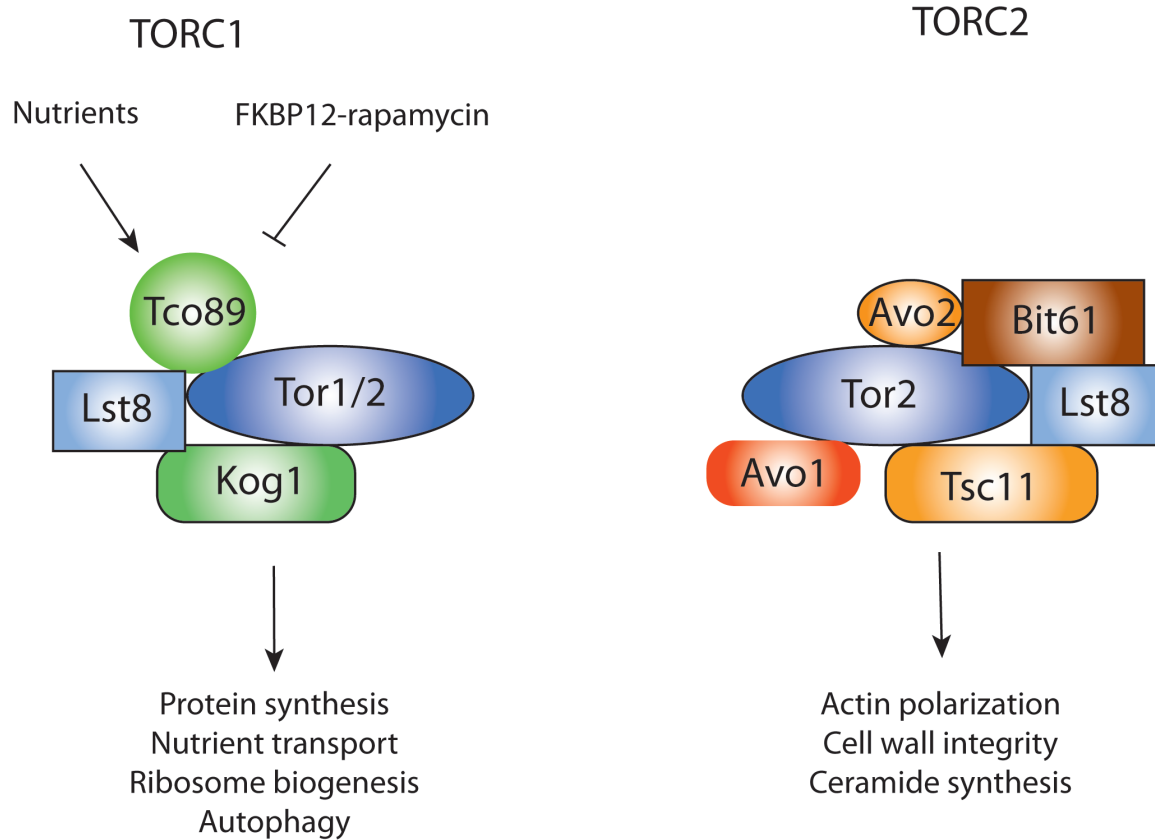 TORC1
Nutrients
FKBP12-rapamycin
Tco89
Tor1/2
Lst8
Kog1
Protein synthesis
Nutrient transport
Ribosome biogenesis
Autophagy
TORC2
Avo2
Bit61
Tor2
Lst8
Avo1
Tsc11
Actin polarization
Cell wall integrity
Ceramide synthesis